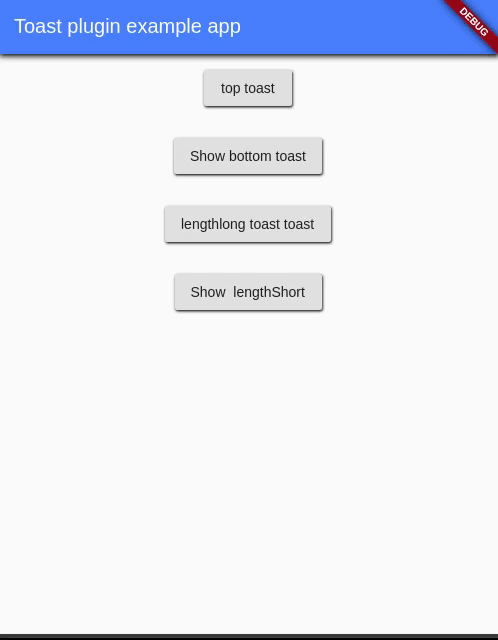 Toast plugin example app
DEBUG
top toast
Show bottom toast
lengthlong toast toast
Show  lengthShort